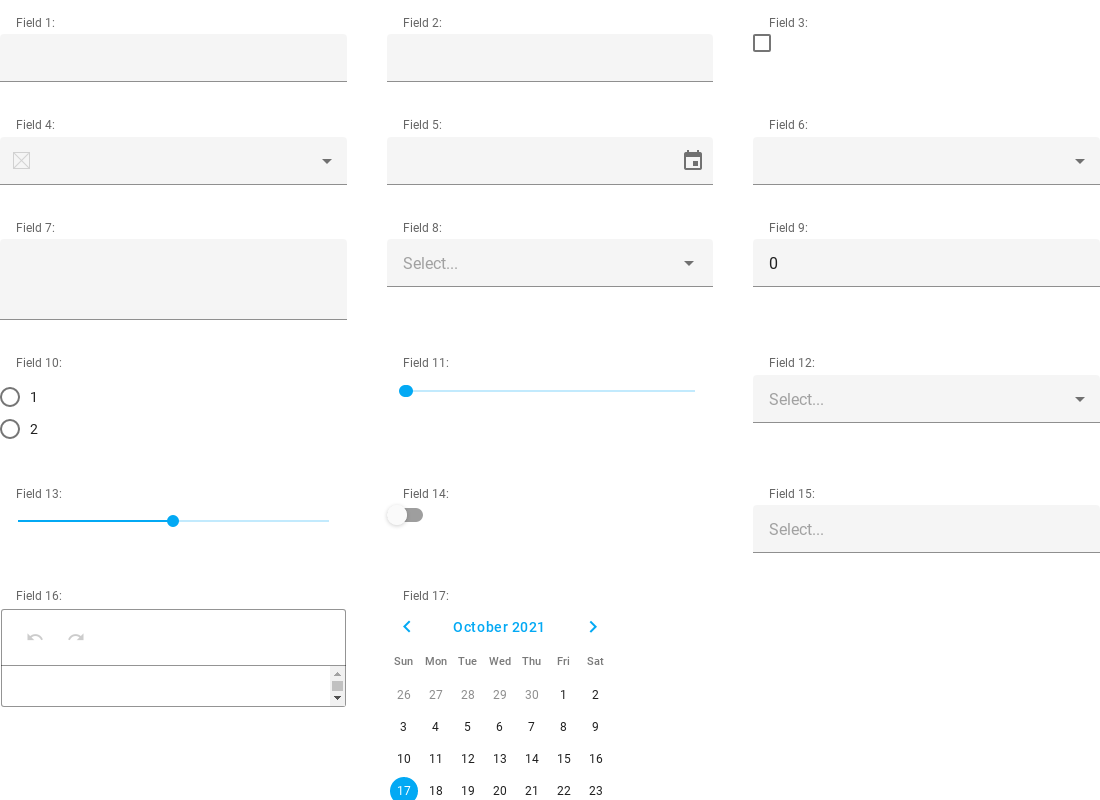 Field 1:
Field 2:
Field 3:
Field 4:
Field 5:
Field 6:
Field 7:
Field 8:
Select...
Field 9:
0
Field 10:
1
2
Field 11:
Field 12:
Select...
Field 13:
Field 14:
Field 15:
Select...
Field 16:
Field 17:
October 2021
Sun Mon Tue Wed Thu Fri Sat
26 27 28 29 30 1 2
3 4 5 6 7 8 9
10 11 12 13 14 15 16
17 18 19 20 21 22 23